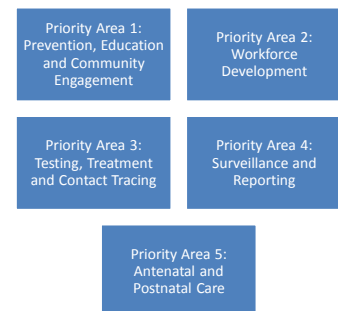 Priority Area 1:
Prevention, Education
and Community
Engagement
Priority Area 2:
Workforce
Development
Priority Area 3:
Testing, Treatment
and Contact Tracing
Priority Area 4:
Surveillance and
Reporting
Priority Area 5:
Antenatal and
Postnatal Care